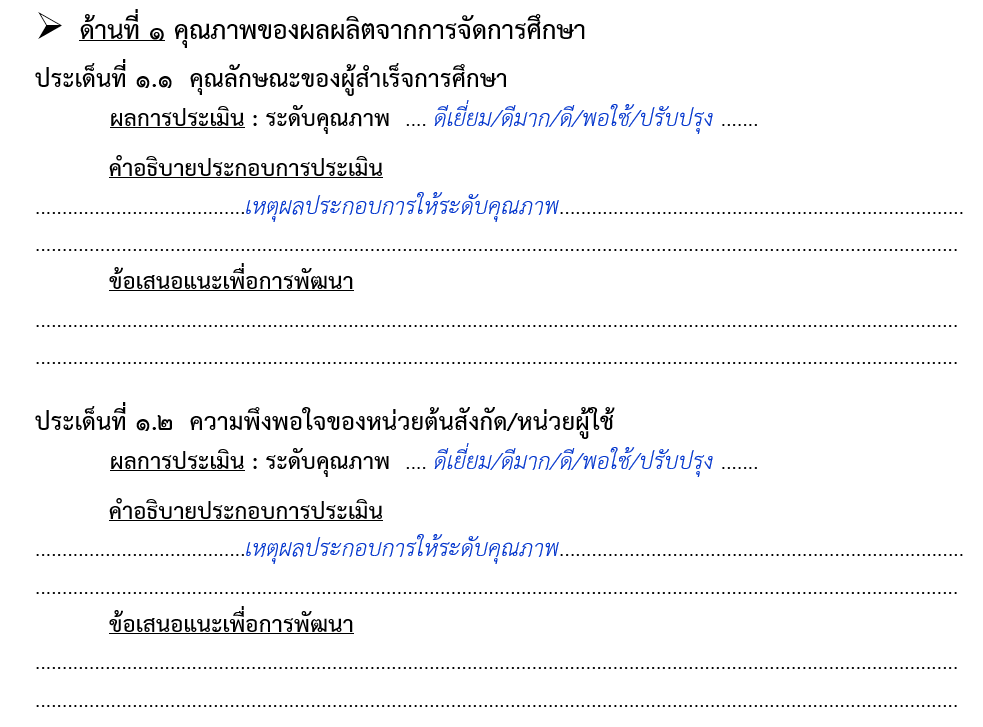 ➢ ด้านที่ ๑ คุณภาพของผลผลิตจากการจัดการศึกษา
ประเด็นที่ ๑.๑ คุณลักษณะของผู้สำเร็จการศึกษา
ผลการประเมิน : ระดับคุณภาพ .... ดีเยี่ยม/ดีมาก/ดี/พอใช้/ปรับปรุง .......
คำอธิบายประกอบการประเมิน
.......................................เหตุผลประกอบการให้ระดับคุณภาพ...........................................................................
...........................................................................................................................................................................
ข้อเสนอแนะเพื่อการพัฒนา
...........................................................................................................................................................................
...........................................................................................................................................................................
ประเด็นที่ ๑.๒ ความพึงพอใจของหน่วยต้นสังกัด/หน่วยผู้ใช้
ผลการประเมิน : ระดับคุณภาพ .... ดีเยี่ยม/ดีมาก/ดี/พอใช้/ปรับปรุง .......
คำอธิบายประกอบการประเมิน
.......................................เหตุผลประกอบการให้ระดับคุณภาพ...........................................................................
...........................................................................................................................................................................
ข้อเสนอแนะเพื่อการพัฒนา
...........................................................................................................................................................................
...........................................................................................................................................................................